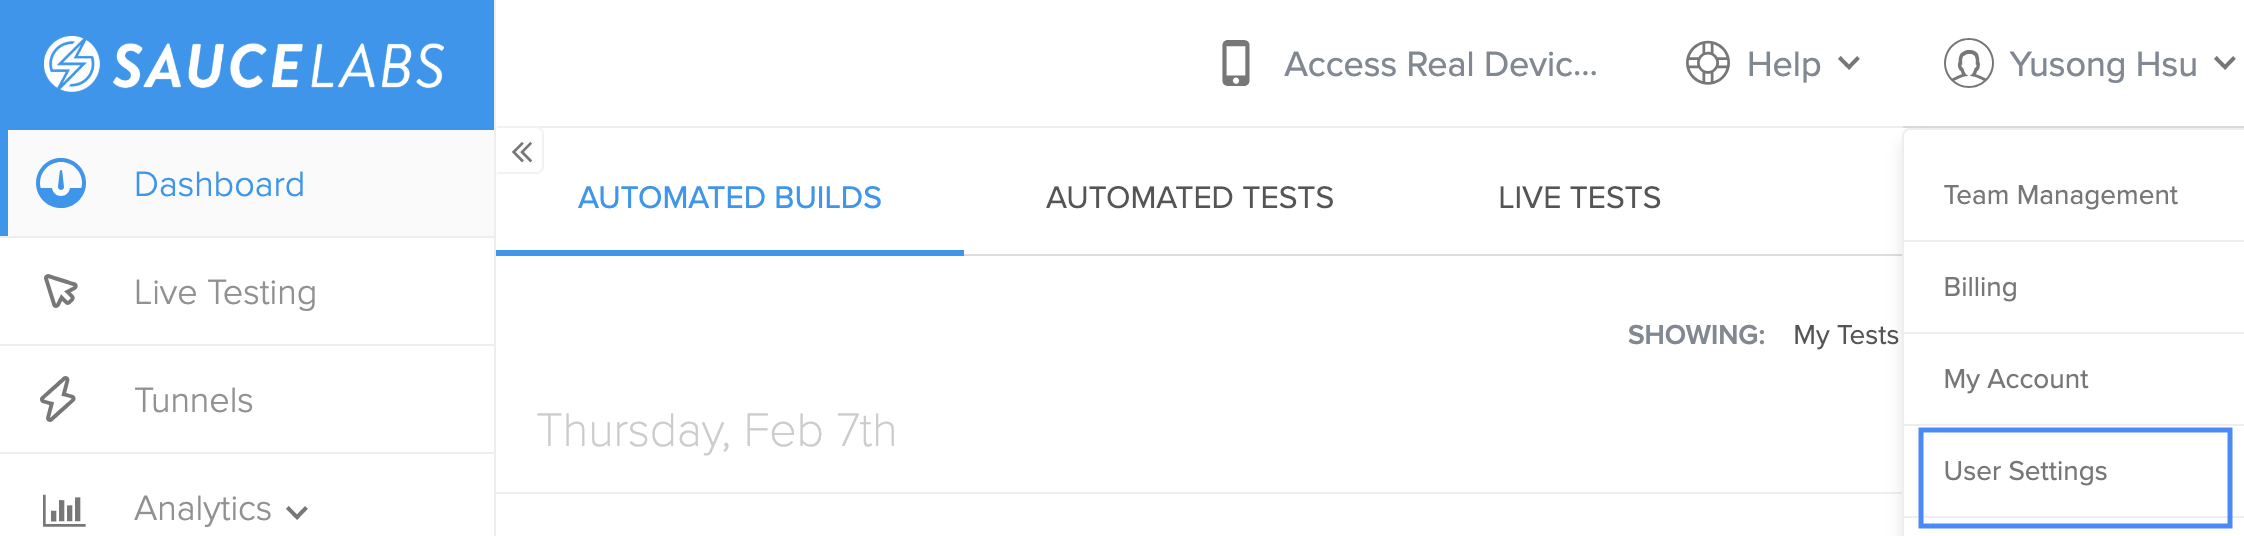 SAUCELABS
Access Real Devic...
Help
Yusong Hsu
Dashboard
Live Testing
Tunnels
Analytics
AUTOMATED BUILDS
AUTOMATED TESTS
LIVE TESTS
SHOWING: My Tests
Thursday, Feb 7th
Team Management
Billing
My Account
User Settings